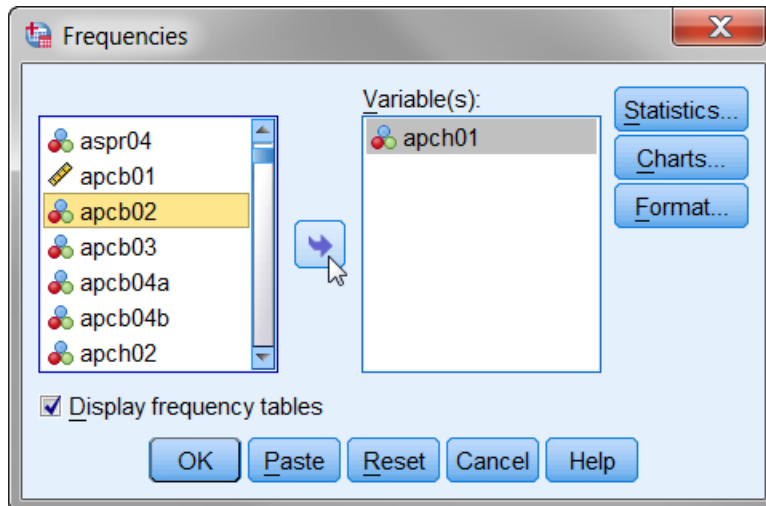 Frequencies
X
aspr04
apcb01
apcb02
apcb03
apcb04a
apcb04b
apch02
Variable(s):
apch01
Statistics...
Charts...
Format...
Display frequency tables
OK Paste Reset Cancel Help